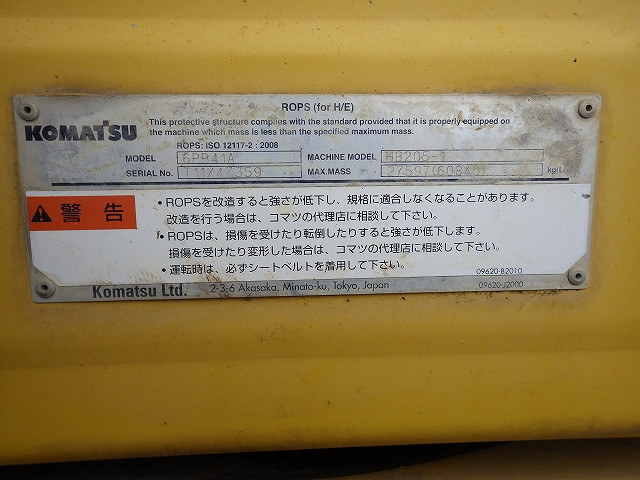 ROPS (for H/E)
KOMATSU
This protective structure complies with the standard provided that it is properly equipped on
the machine which mass is less than the specified maximum mass.
ROPS: ISO 12117-2 : 2008
MODEL MACHINE MODEL HB205-1
SERIAL No. MAX.MASS 27597(60840) kg(Lb)
警告
・ROPSを改造すると強さが低下し、規格に適合しなくなることがあります。
改造を行う場合は、コマツの代理店に相談して下さい。
・ROPSは、損傷を受けたり転倒したりすると強さが低下します。
損傷を受けたり変形した場合は、コマツの代理店に相談して下さい。
・運転時は、必ずシートベルトを着用して下さい。
09620-B2010
Komatsu Ltd. 2-3-6 Akasaka, Minato-ku, Tokyo, Japan 09620-J2000